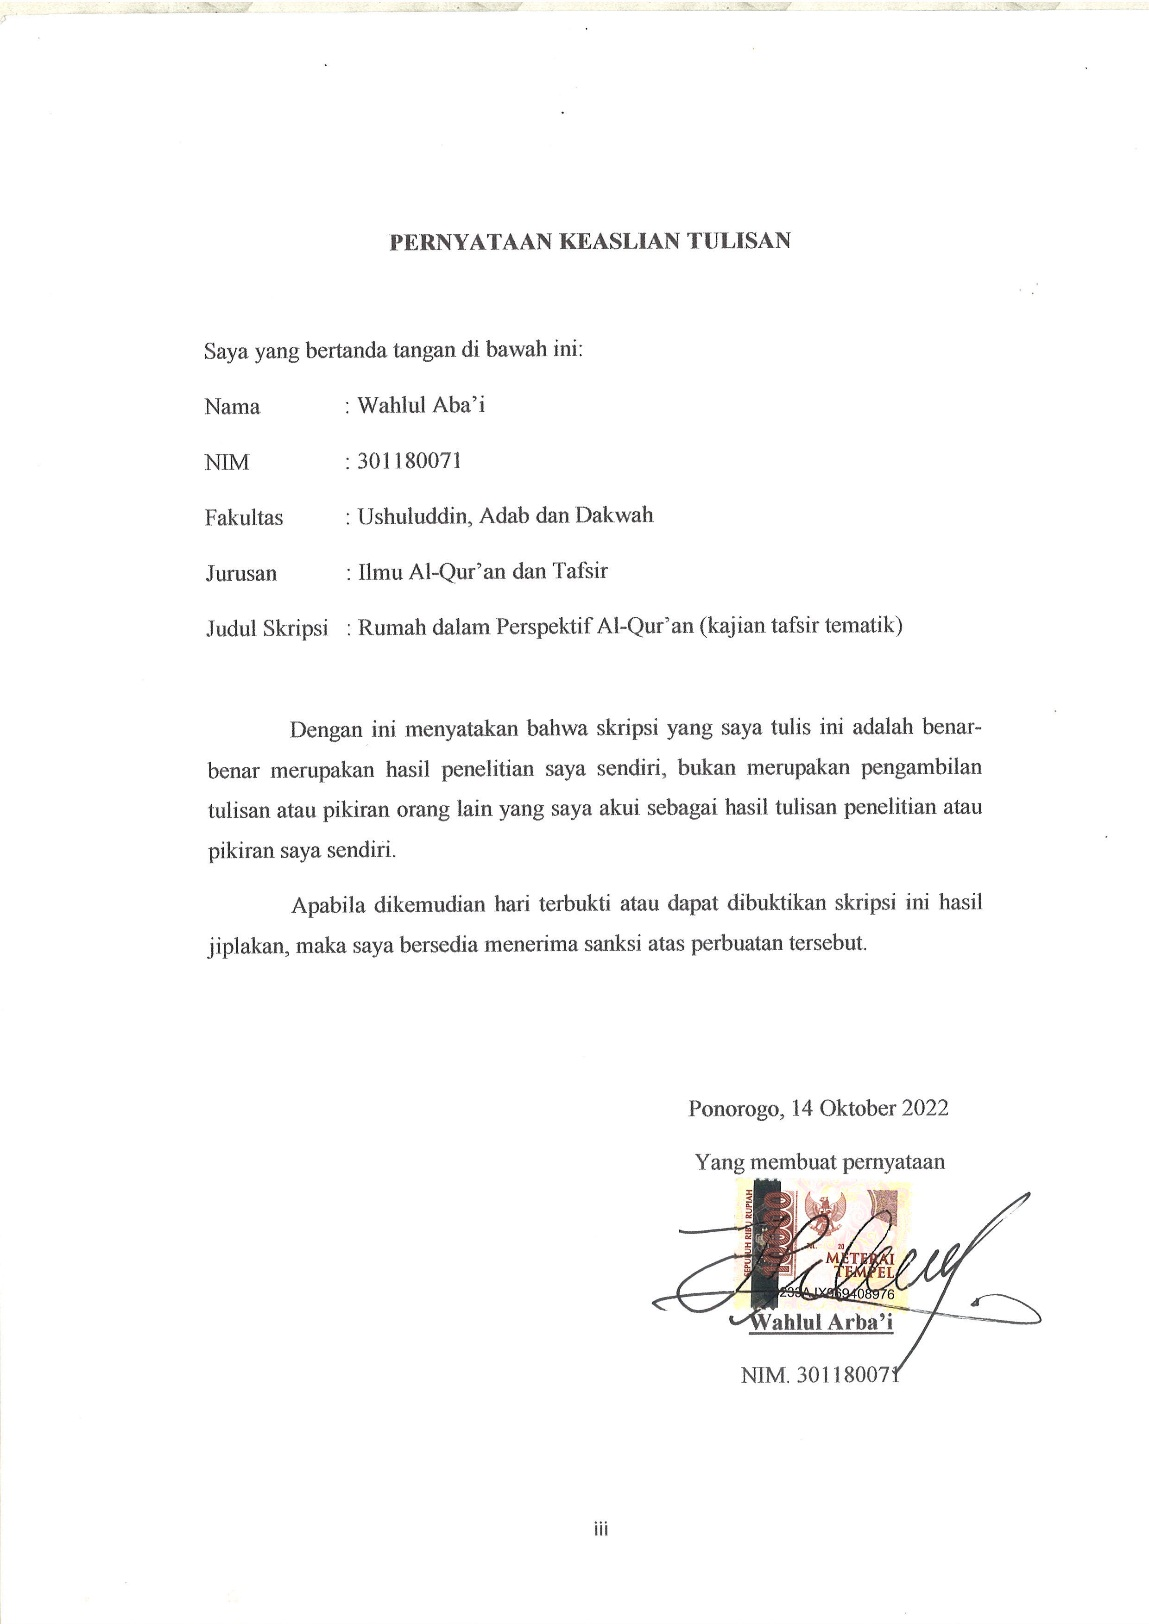 PERNYATAAN KEASLIAN TULISAN
Saya yang bertanda tangan di bawah ini:
Nama : Wahlul Aba’i
NIM : 301180071
Fakultas : Ushuluddin, Adab dan Dakwah
Jurusan : Ilmu Al-Qur’an dan Tafsir
Judul Skripsi : Rumah dalam Perspektif Al-Qur’an (kajian tafsir tematik)
Dengan ini menyatakan bahwa skripsi yang saya tulis ini adalah benar-
benar merupakan hasil penelitian saya sendiri, bukan merupakan pengambilan
tulisan atau pikiran orang lain yang saya akui sebagai hasil tulisan penelitian atau
pikiran saya sendiri.
Apabila dikemudian hari terbukti atau dapat dibuktikan skripsi ini hasil
jiplakan, maka saya bersedia menerima sanksi atas perbuatan tersebut.
Ponorogo, 14 Oktober 2022
Yang membuat pernyataan
RIBU RUPIAH
10000
METERAI
TEMPEL
Wahlul Arba’i
NIM. 301180071
iii